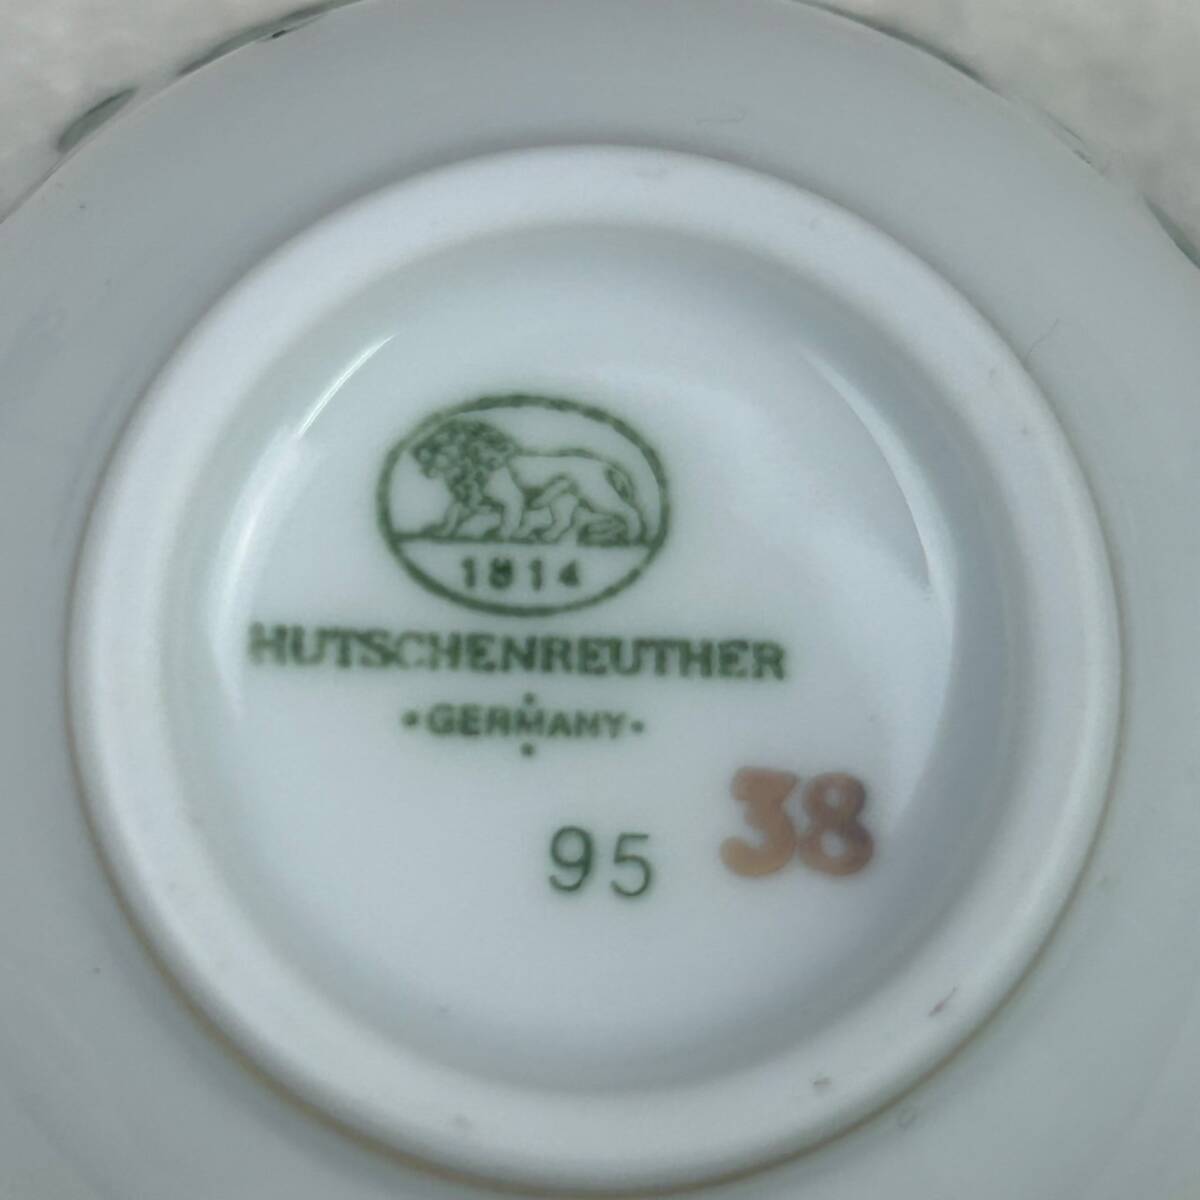 1814
HUTSCHENREUTHER
•GERMANY•
95
38